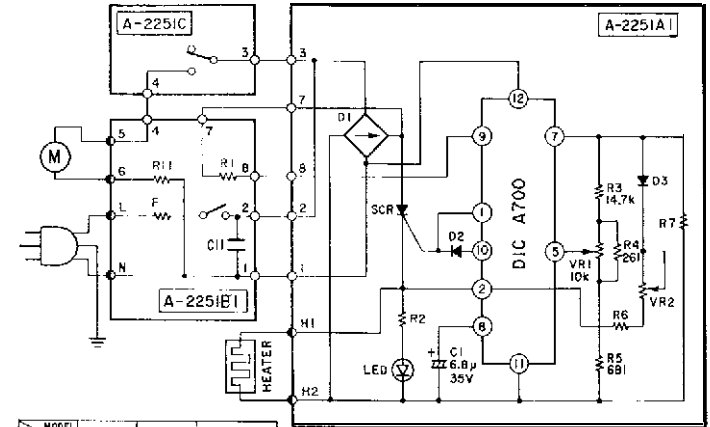 A-2251C
A-2251A1
3
3
4
12
7
D1
5
4
7
9
7
M
6
R11
R1
8
8
R3
14.7k
D3
SCR
1
DIC A700
R4
261
R7
L
F
2
2
D2
10
5
VR1
10k
C11
2
VR2
N
1
1
R6
A-2251B1
H1
R2
8
HEATER
LED
+
C1
6.8μ
35V
11
R5
681
H2
MODEL